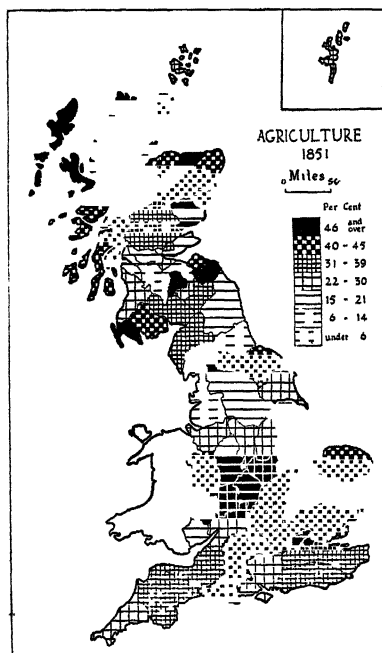 AGRICULTURE
1851
0 Miles 50
Per Cent
46 and over
40 - 45
31 - 39
22 - 30
15 - 21
6 - 14
under 6